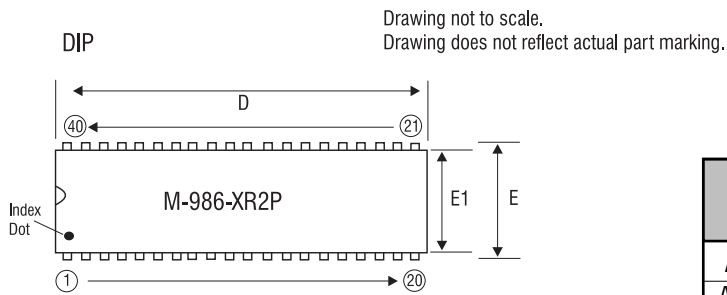 Drawing not to scale.
Drawing does not reflect actual part marking.
DIP
D
40
21
M-986-XR2P
E1
E
Index
Dot
1
20